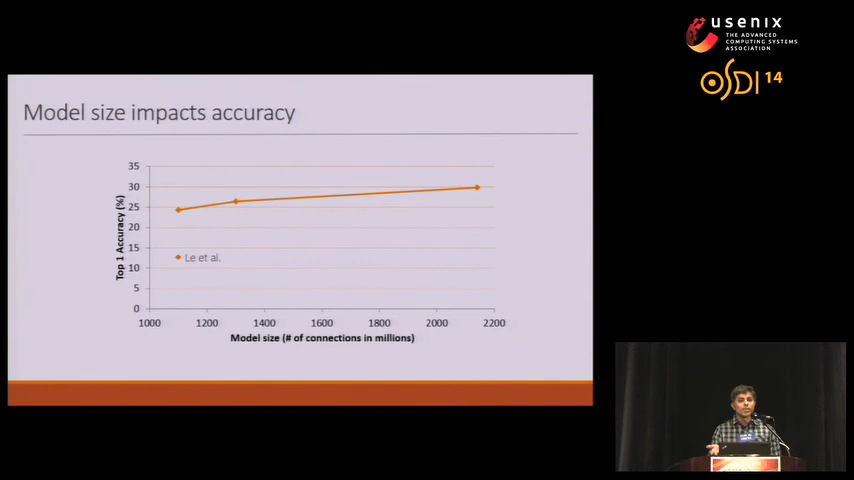 usenix
THE ADVANCED
COMPUTING SYSTEMS
ASSOCIATION
OSDI 14
Model size impacts accuracy
35
30
25
20
15
10
5
0
Top 1 Accuracy (%)
Le et al.
1000 1200 1400 1600 1800 2000 2200
Model size (# of connections in millions)